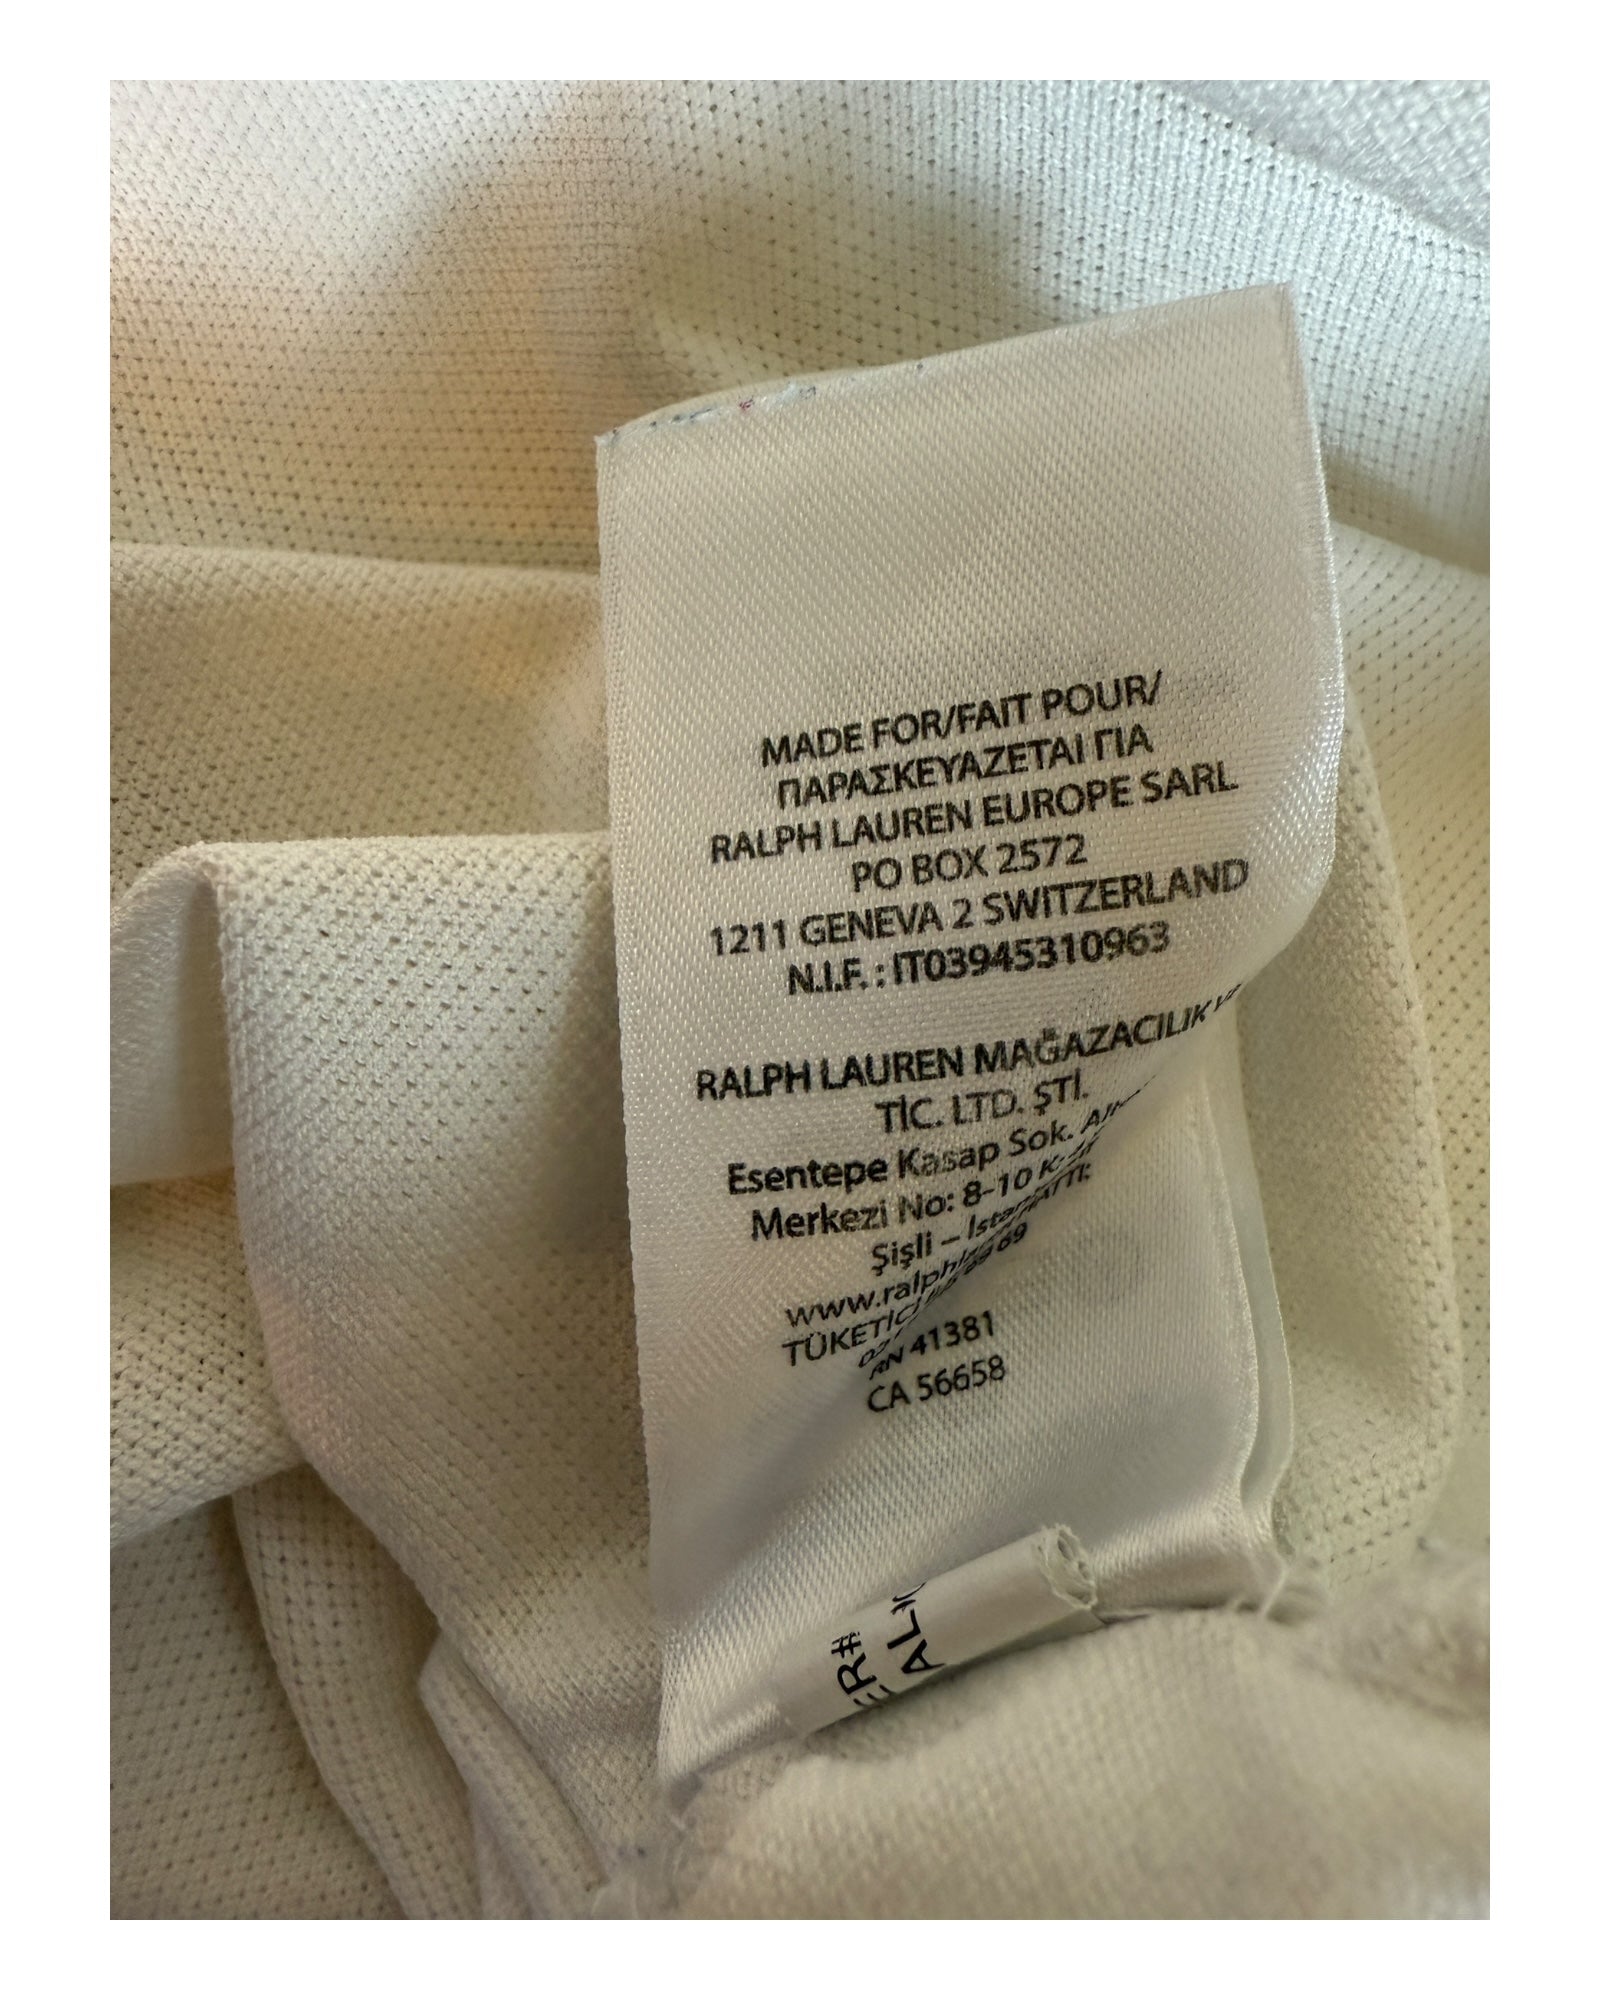 MADE FOR/FAIT POUR/
ΠΑΡΑΣΚΕΥΑΖΕΤΑΙ ΓΙΑ
RALPH LAUREN EUROPE SARL
PO BOX 2572
1211 GENEVA 2 SWITZERLAND
N.I.F. : IT03945310963
RALPH LAUREN MAĞAZACILIK
TİC. LTD. ŞTİ.
Esentepe Kasap Sok.
Merkezi No: 8-10
Şişli –
RN 41381
CA 56658